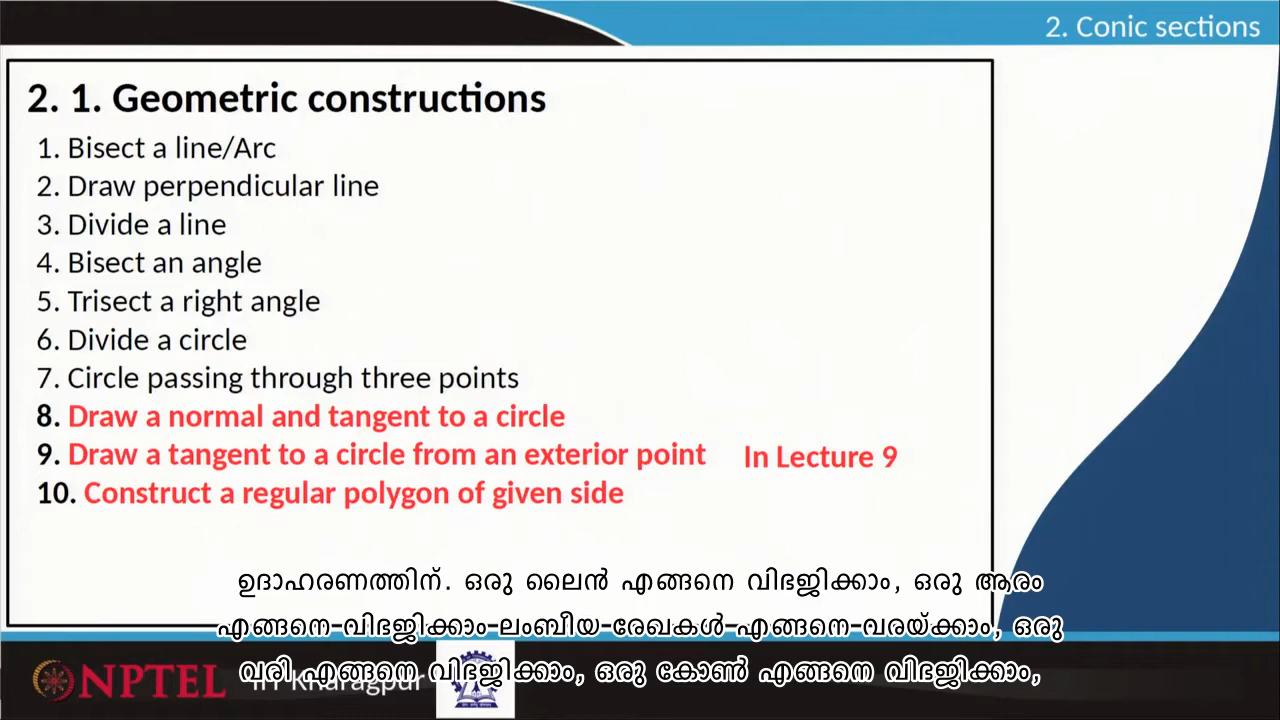 2. Conic sections
2. 1. Geometric constructions
1. Bisect a line/Arc
2. Draw perpendicular line
3. Divide a line
4. Bisect an angle
5. Trisect a right angle
6. Divide a circle
7. Circle passing through three points
8. Draw a normal and tangent to a circle
9. Draw a tangent to a circle from an exterior point In Lecture 9
10. Construct a regular polygon of given side
ഉദാഹരണത്തിന്. ഒരു ലൈൻ എങ്ങനെ വിഭജിക്കാം, ഒരു ആരം
എങ്ങനെ വിഭജിക്കാം ലംബീയ രേഖകൾ എങ്ങനെ വരയ്ക്കാം, ഒരു
വരി എങ്ങനെ വിഭജിക്കാം, ഒരു കോൺ എങ്ങനെ വിഭജിക്കാം,
NPTEL IIT Kharagpur